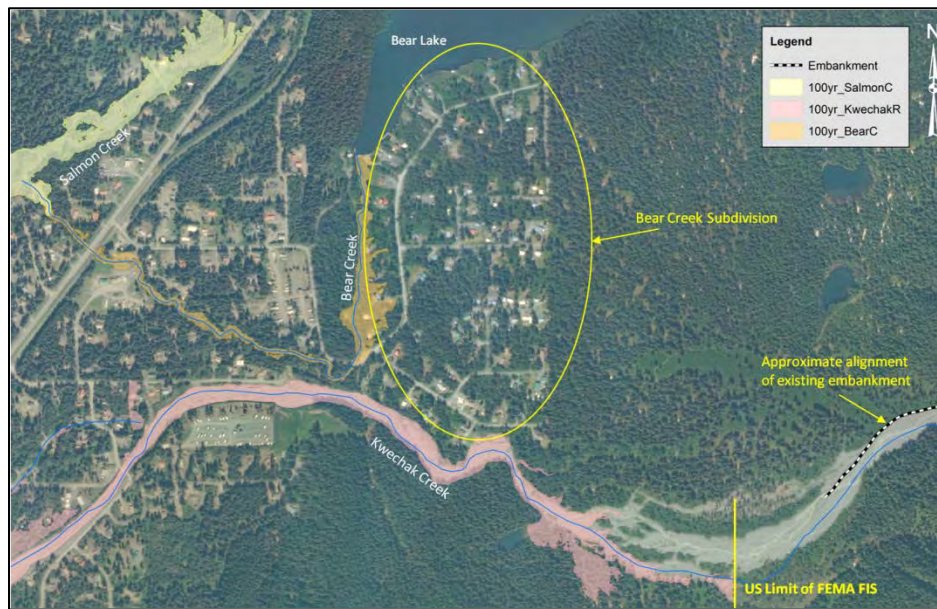 Bear Lake
N
Legend
Embankment
100yr_SalmonC
100yr_KwechakR
100yr_BearC
Salmon Creek
Bear Creek Subdivision
Bear Creek
Approximate alignment
of existing embankment
Kwechak Creek
US Limit of FEMA FIS